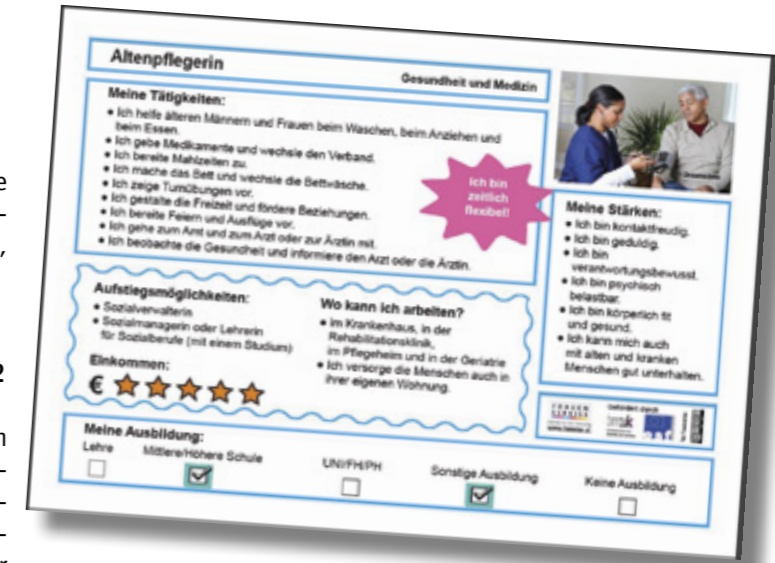 Altenpflegerin
Gesundheit und Medizin
Meine Tätigkeiten:
• Ich helfe älteren Männern und Frauen beim Waschen, beim Anziehen und
beim Essen.
• Ich gebe Medikamente und wechsle den Verband.
• Ich bereite Mahlzeiten zu.
• Ich mache das Bett und wechsle die Bettwäsche.
• Ich zeige Turnübungen vor.
• Ich gestalte die Freizeit und fördere Beziehungen.
• Ich bereite Feiern und Ausflüge vor.
• Ich gehe zum Amt und zum Arzt oder zur Ärztin mit.
• Ich beobachte die Gesundheit und informiere den Arzt oder die Ärztin.
Ich bin
zeitlich
flexibel!
Meine Stärken:
• Ich bin kontaktfreudig.
• Ich bin geduldig.
• Ich bin
verantwortungsbewusst.
• Ich bin psychisch
belastbar.
• Ich bin körperlich fit
und gesund.
• Ich kann mich auch
mit alten und kranken
Menschen gut unterhalten.
Aufstiegsmöglichkeiten:
• Sozialverwalterin
• Sozialmanagerin oder Lehrerin
für Sozialberufe (mit einem Studium)
Einkommen:
€
Wo kann ich arbeiten?
• im Krankenhaus, in der
Rehabilitationsklinik,
im Pflegeheim und in der Geriatrie
• Ich versorge die Menschen auch in
ihrer eigenen Wohnung.
FRAUEN
SERVICE
Gefördert durch
Meine Ausbildung:
Lehre
Mittlere/Höhere Schule
UNI/FH/PH
Sonstige Ausbildung
Keine Ausbildung
e
-
,
2
n
-
-
-
r